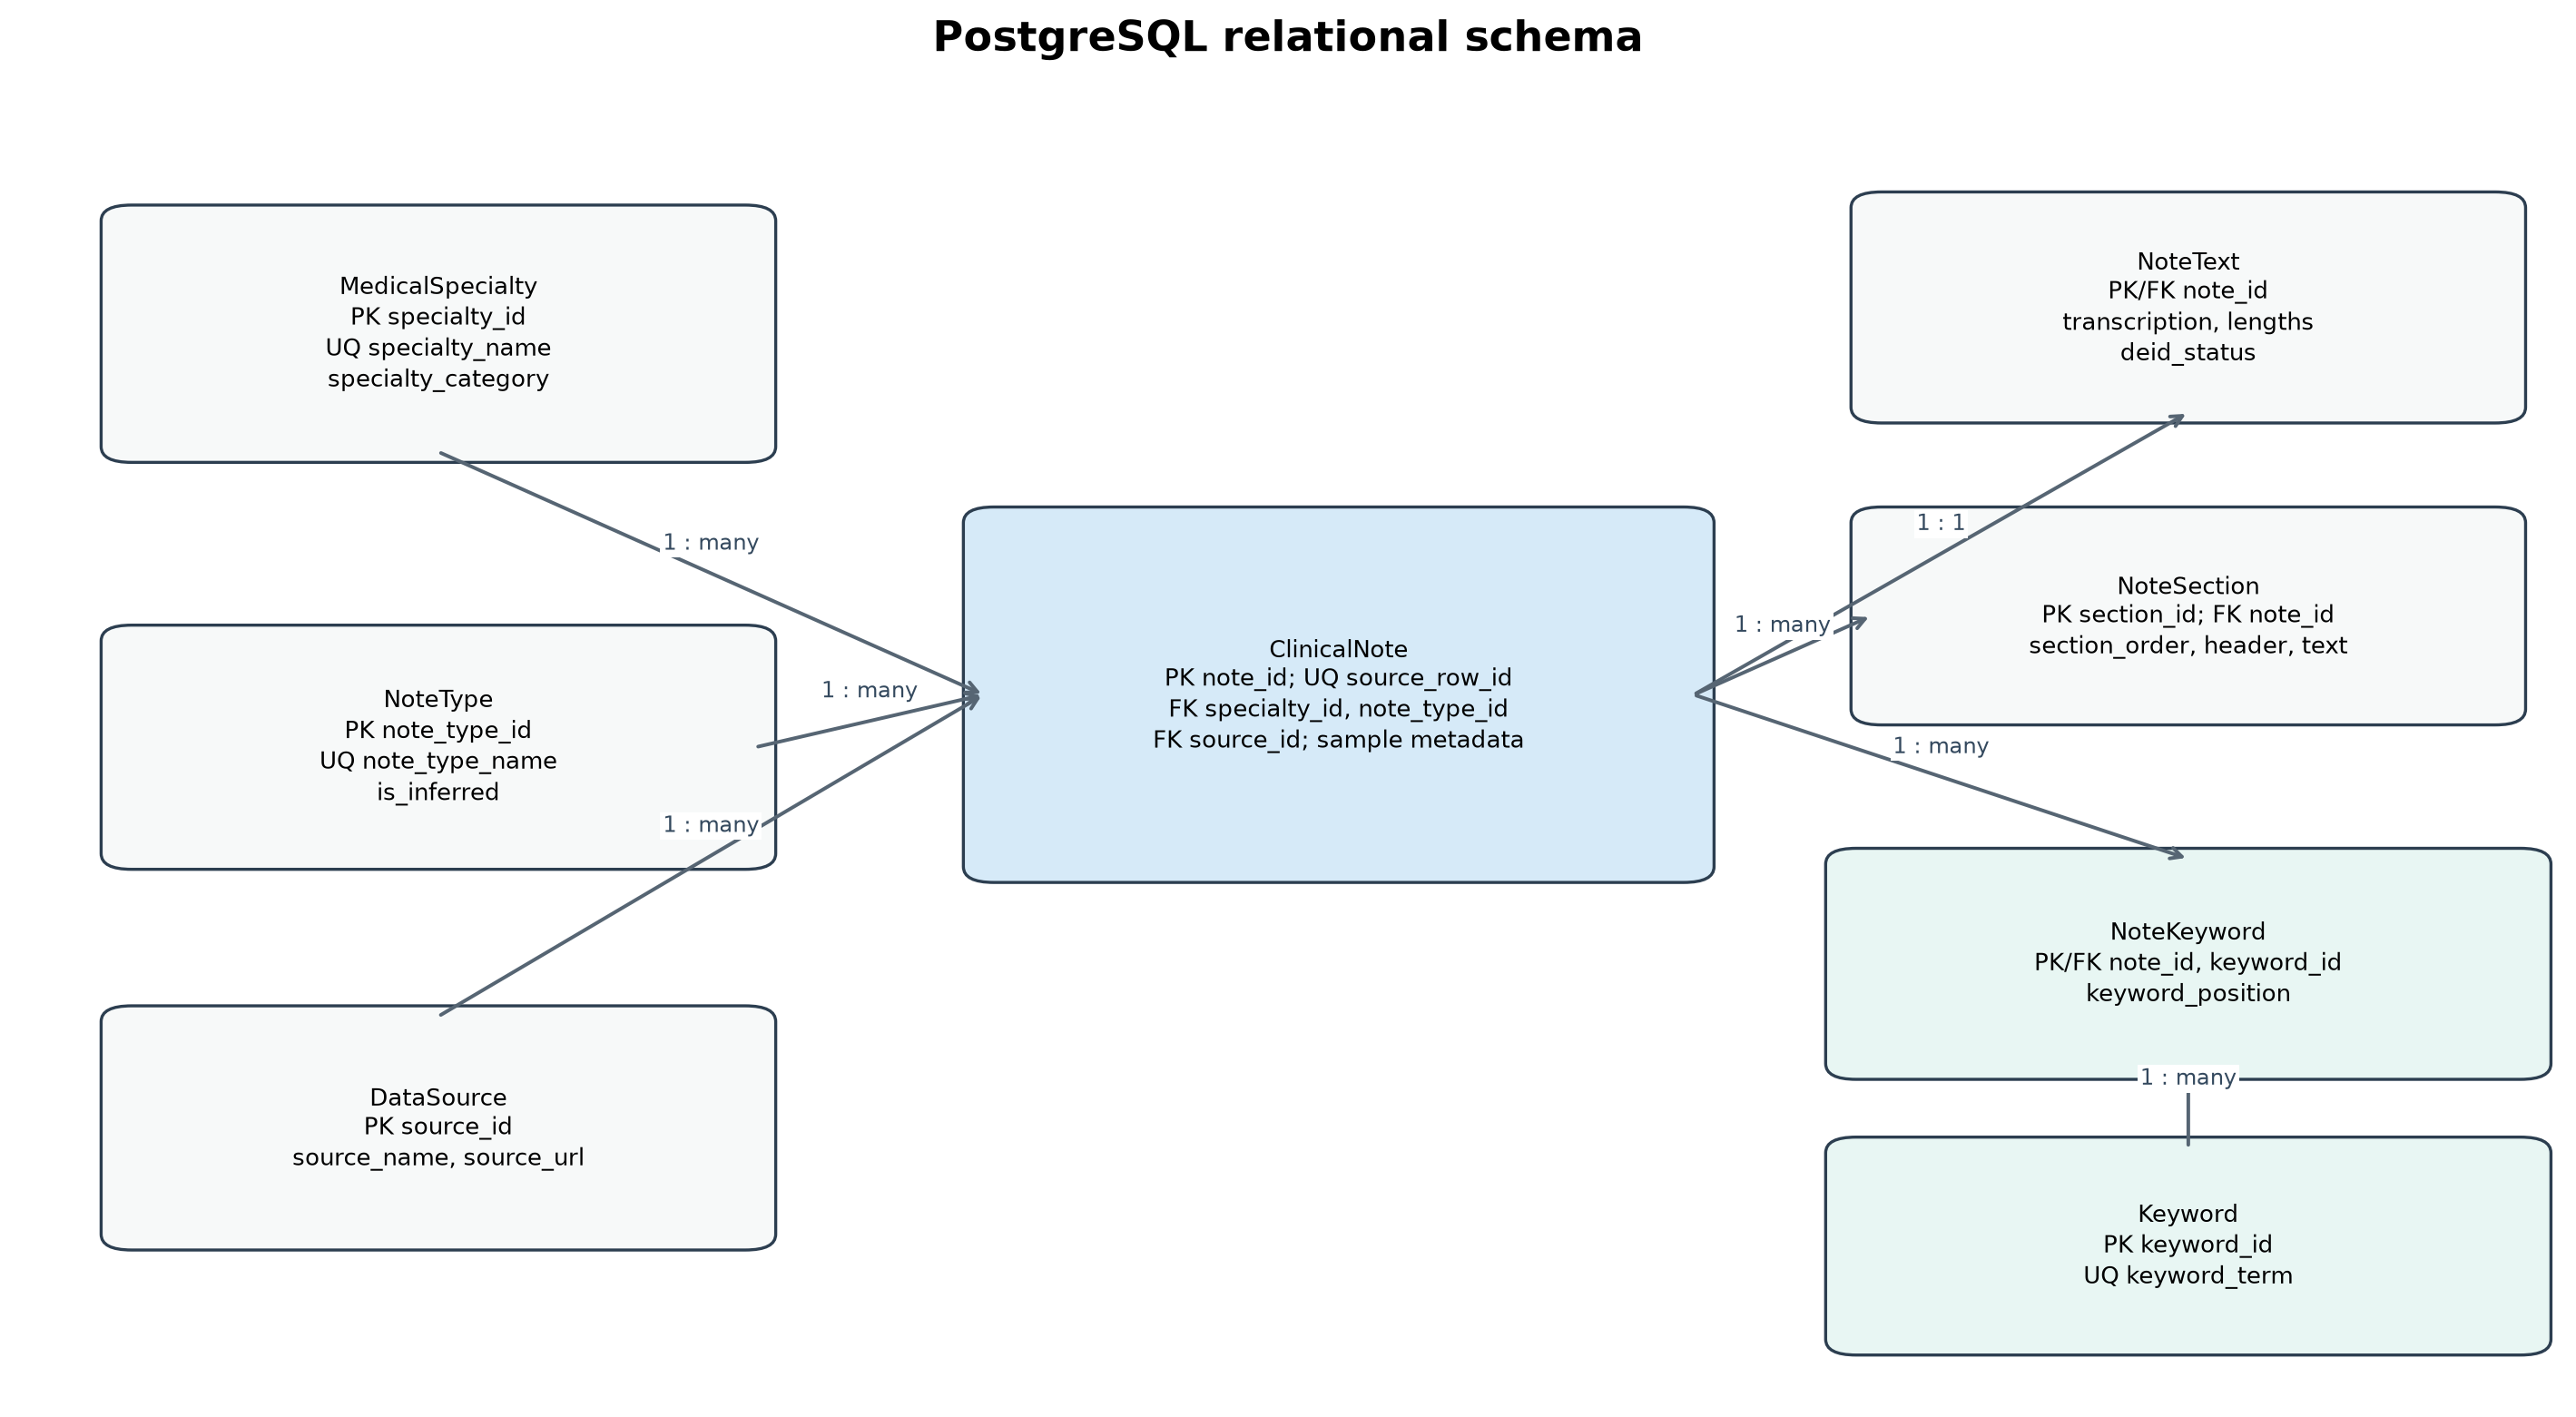 PostgreSQL relational schema
MedicalSpecialty
PK specialty_id
UQ specialty_name
specialty_category
1 : many
NoteType
PK note_type_id
UQ note_type_name
is_inferred
1 : many
1 : many
DataSource
PK source_id
source_name, source_url
ClinicalNote
PK note_id; UQ source_row_id
FK specialty_id, note_type_id
FK source_id; sample metadata
NoteText
PK/FK note_id
transcription, lengths
deid_status
1 : 1
1 : many
NoteSection
PK section_id; FK note_id
section_order, header, text
1 : many
NoteKeyword
PK/FK note_id, keyword_id
keyword_position
1 : many
Keyword
PK keyword_id
UQ keyword_term